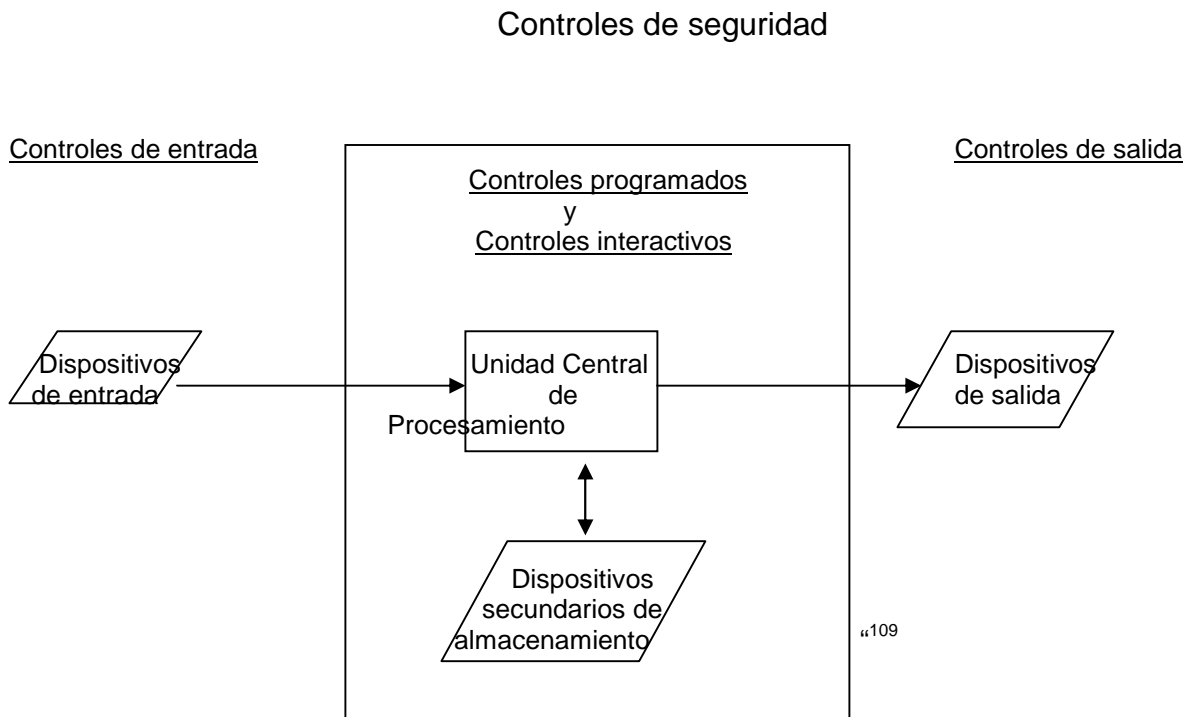 Controles de seguridad
Controles de entrada
Controles de salida
Controles programados
y
Controles interactivos
Dispositivos
de entrada
Unidad Central
de
Procesamiento
Dispositivos
de salida
Dispositivos
secundarios de
almacenamiento
“109